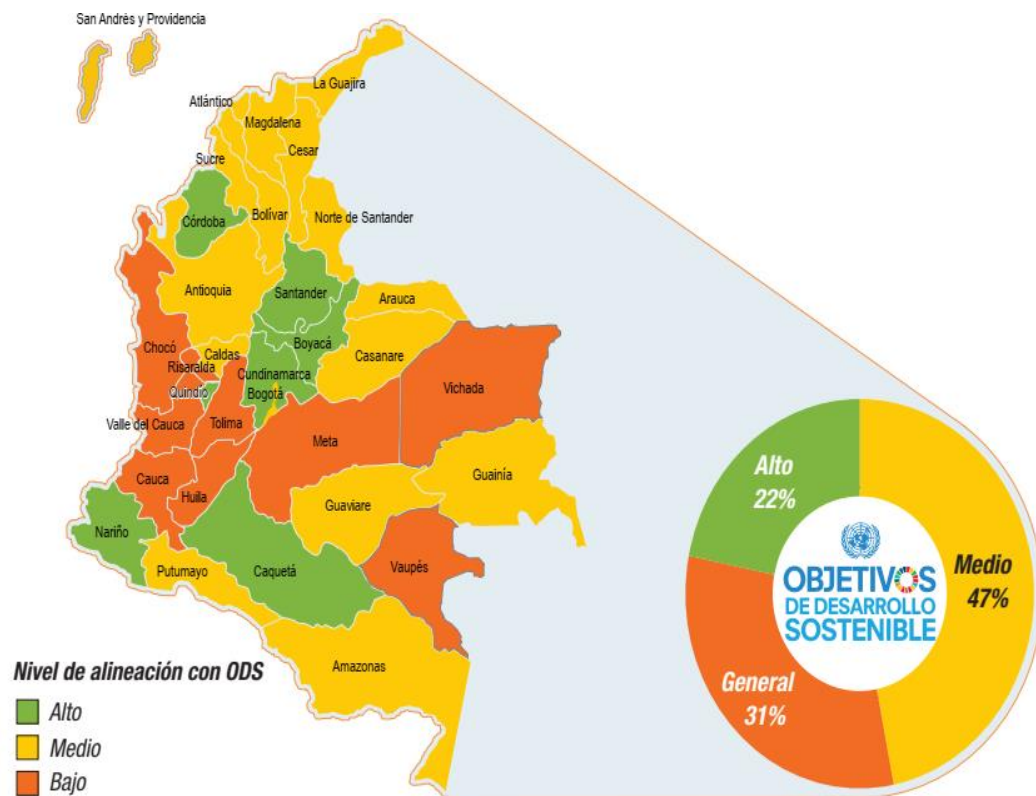 San Andrés y Providencia
La Guajira
Atlántico
Magdalena
Cesar
Sucre
Bolívar
Norte de Santander
Córdoba
Antioquia
Santander
Arauca
Boyacá
Chocó
Caldas
Casanare
Risaralda
Cundinamarca
Quindío
Bogotá
Vichada
Valle del Cauca
Tolima
Meta
Cauca
Guainía
Huila
Guaviare
Nariño
Putumayo
Caquetá
Vaupés
Amazonas
Nivel de alineación con ODS
Alto
Medio
Bajo
Alto
22%
Medio
47%
General
31%
OBJETIVOS
DE DESARROLLO
SOSTENIBLE